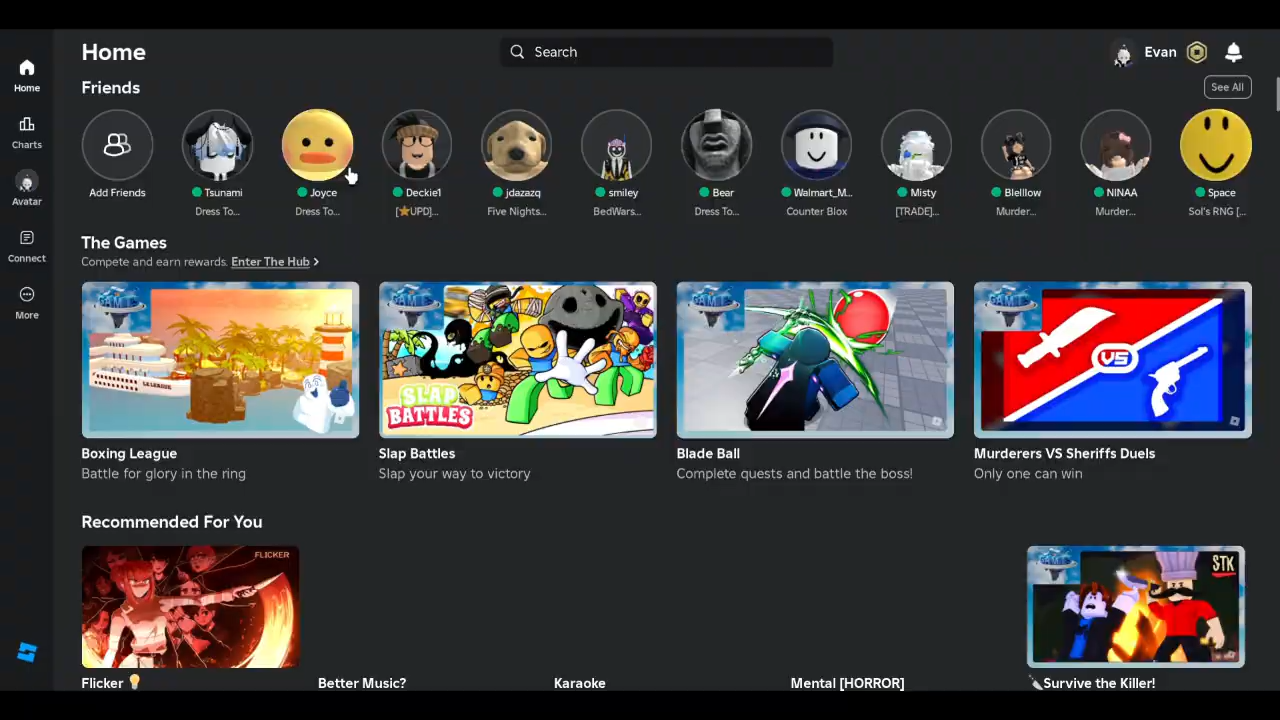 Home
Search
Evan
Friends
See All
Add Friends
Tsunami
Dress To...
Joyce
Dress To...
Deckie1
[⭐UPD]...
jdazazq
Five Nights...
smiley
BedWars...
Bear
Dress To...
Walmart_M...
Counter Blox
Misty
[TRADE]...
Blelllow
Murder...
NINAA
Murder...
Space
Sol's RNG [...
Home
Charts
Avatar
Connect
More
The Games
Compete and earn rewards. Enter The Hub >
LA LEAGUE
SLAP
BATTLES
VS
Boxing League
Battle for glory in the ring
Slap Battles
Slap your way to victory
Blade Ball
Complete quests and battle the boss!
Murderers VS Sheriffs Duels
Only one can win
Recommended For You
FLICKER
STK
Flicker 💡
Better Music?
Karaoke
Mental [HORROR]
🔪Survive the Killer!